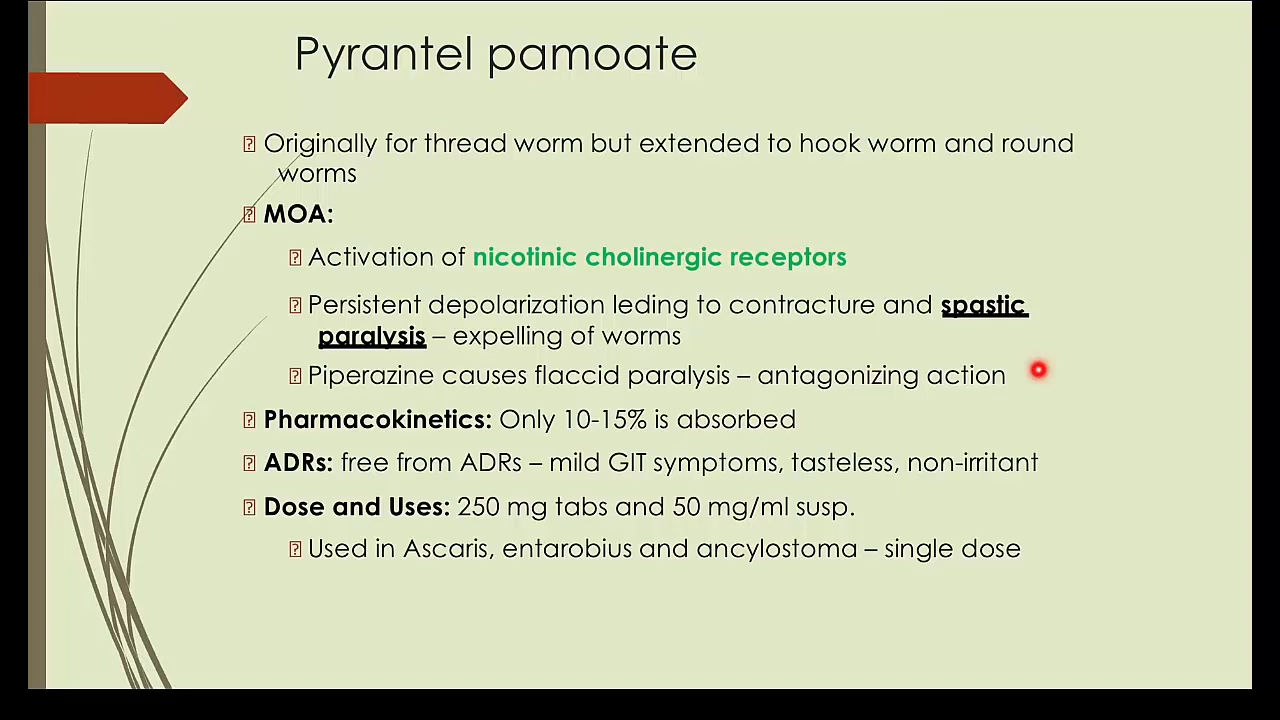 Pyrantel pamoate
Originally for thread worm but extended to hook worm and round
worms
MOA:
Activation of nicotinic cholinergic receptors
Persistent depolarization leding to contracture and spastic
paralysis – expelling of worms
Piperazine causes flaccid paralysis – antagonizing action
Pharmacokinetics: Only 10-15% is absorbed
ADRs: free from ADRs – mild GIT symptoms, tasteless, non-irritant
Dose and Uses: 250 mg tabs and 50 mg/ml susp.
Used in Ascaris, entarobius and ancylostoma – single dose